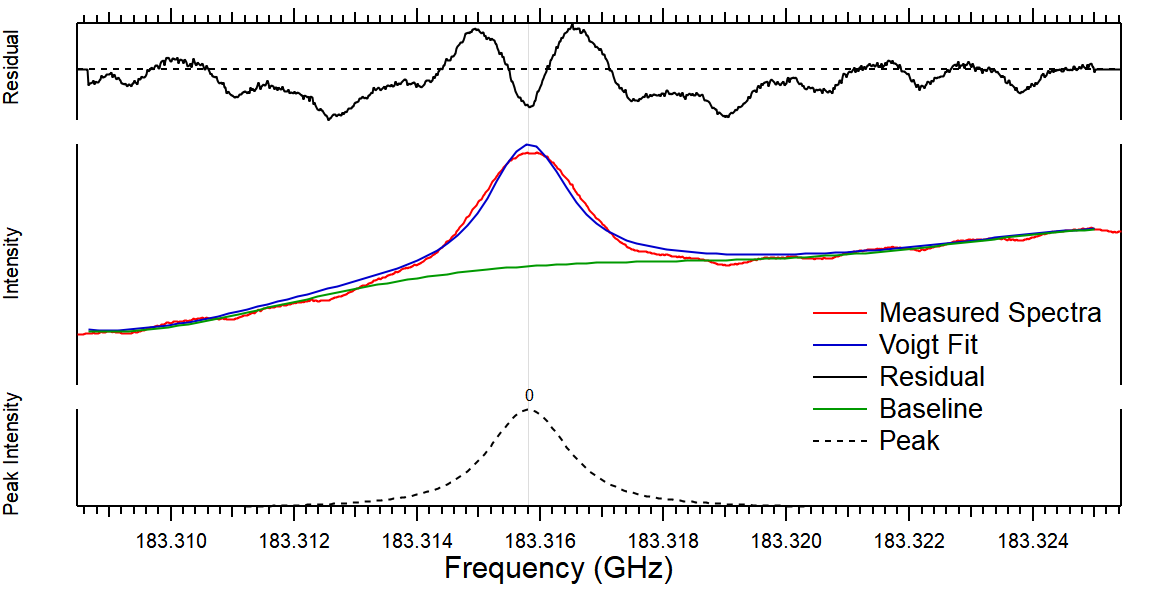 Residual
Intensity
Measured Spectra
Voigt Fit
Residual
Baseline
Peak
Peak Intensity
0
183.310 183.312 183.314 183.316 183.318 183.320 183.322 183.324
Frequency (GHz)